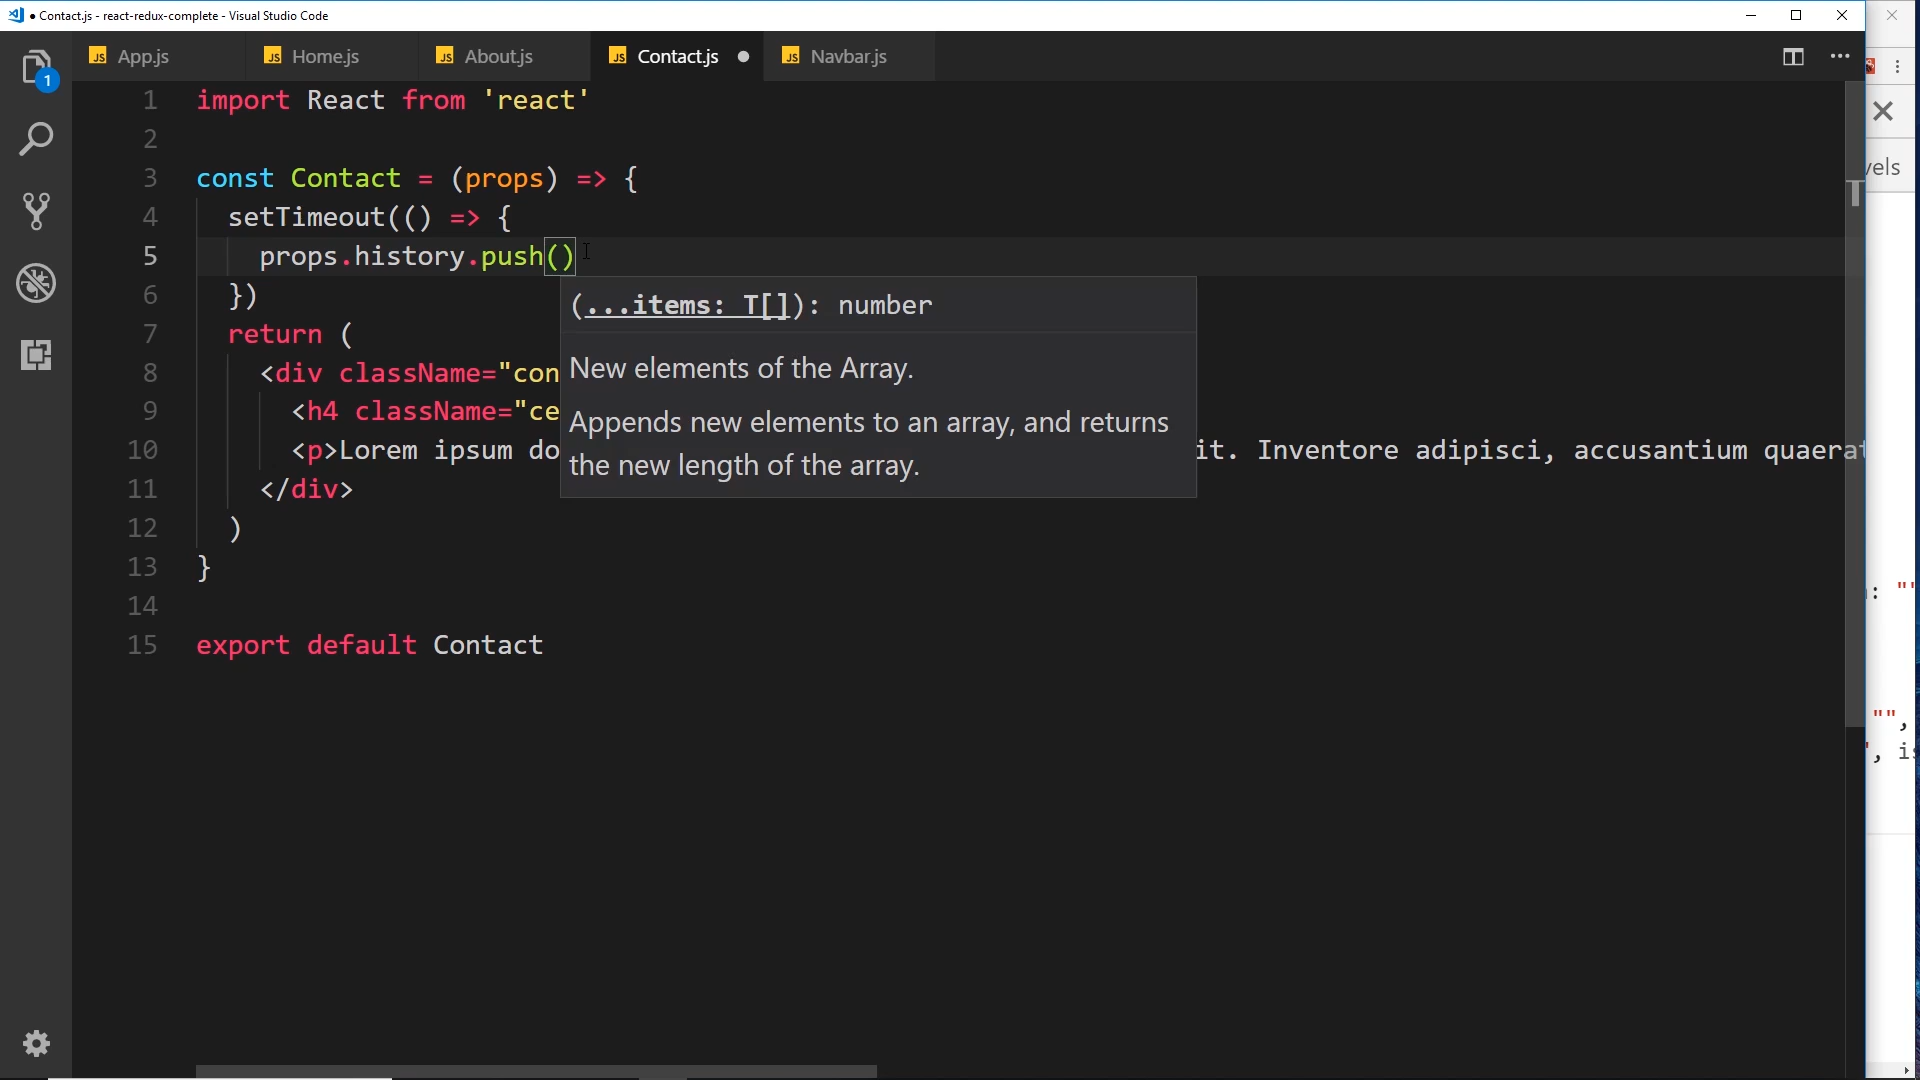 Contact.js - react-redux-complete - Visual Studio Code
App.js Home.js About.js Contact.js Navbar.js
1
1 import React from 'react'
2
3 const Contact = (props) => {
4 setTimeout(() => {
5 props.history.push()
6 })
(...items: T[]): number
New elements of the Array.
Appends new elements to an array, and returns
the new length of the array.
7 return (
8 <div className="con
9 <h4 className="ce
10 <p>Lorem ipsum do it. Inventore adipisci, accusantium quaerat
11 </div>
12 )
13 }
14
15 export default Contact
vels
: ""
"",
', is